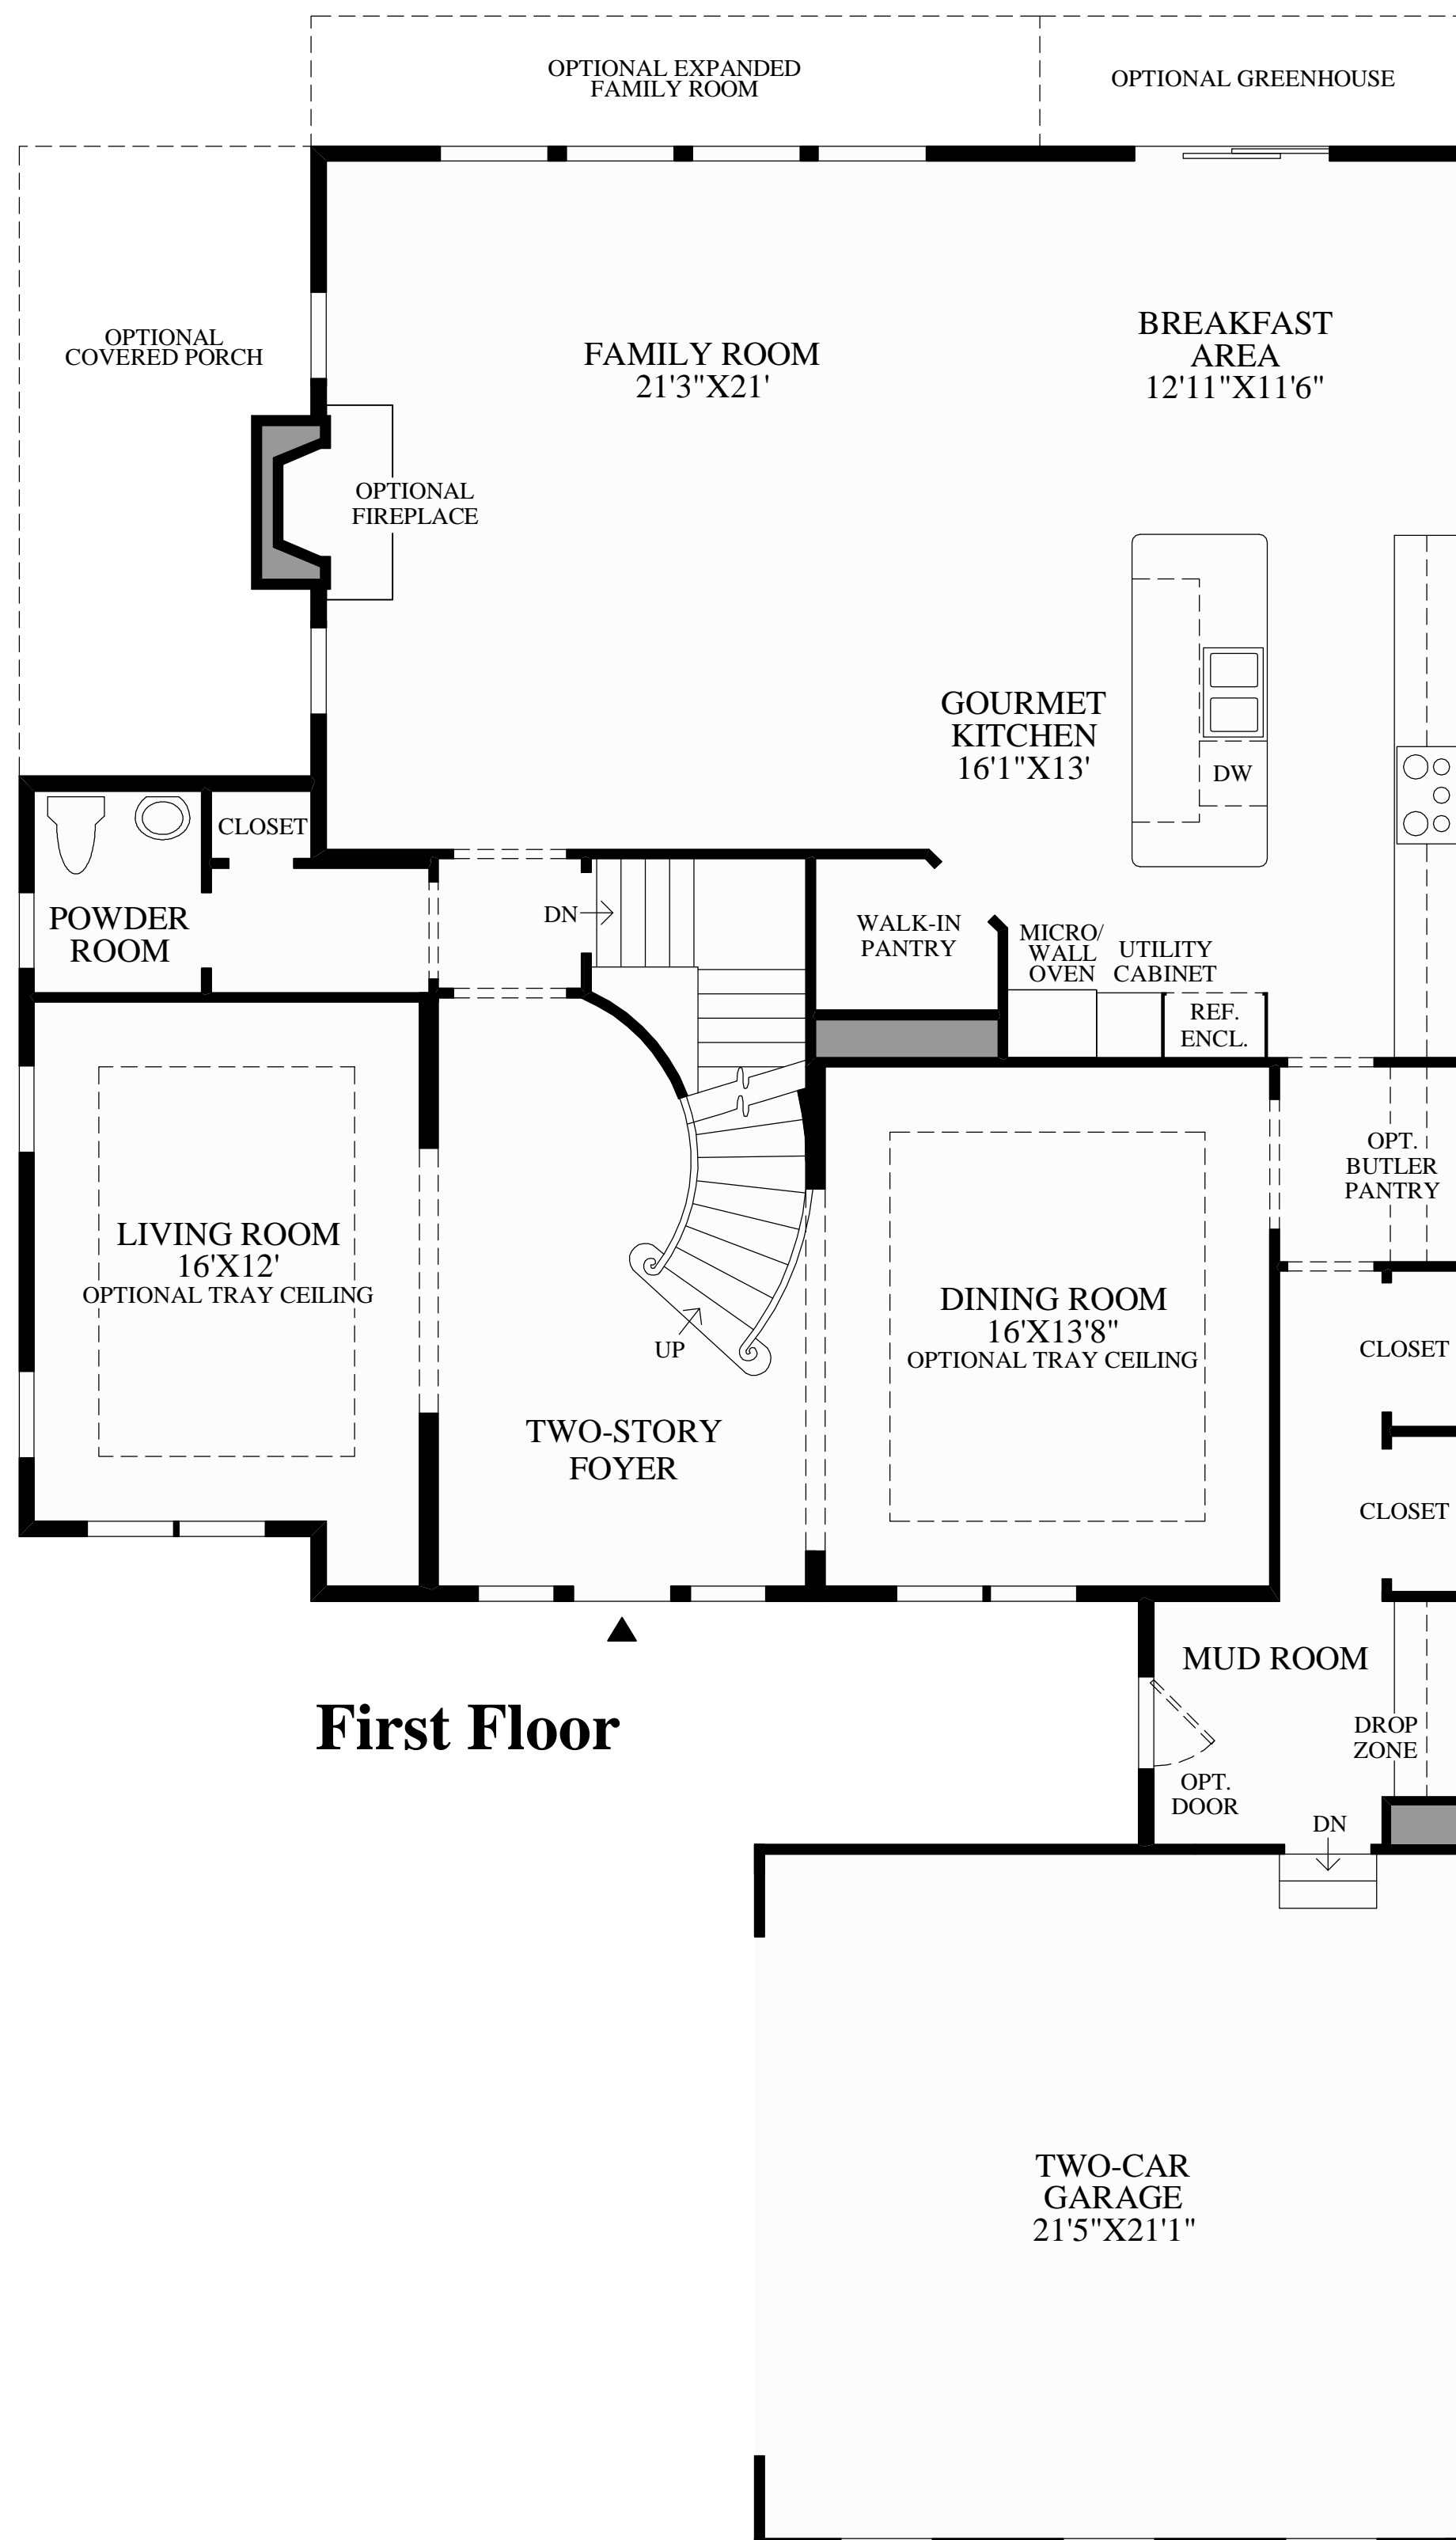 OPTIONAL EXPANDED
FAMILY ROOM
OPTIONAL GREENHOUSE
OPTIONAL
COVERED PORCH
FAMILY ROOM
21'3"X21'
BREAKFAST
AREA
12'11"X11'6"
OPTIONAL
FIREPLACE
GOURMET
KITCHEN
16'1"X13'
DW
CLOSET
POWDER
ROOM
DN
WALK-IN
PANTRY
MICRO/
WALL
OVEN
UTILITY
CABINET
REF.
ENCL.
OPT.
BUTLER
PANTRY
LIVING ROOM
16'X12'
OPTIONAL TRAY CEILING
UP
DINING ROOM
16'X13'8"
OPTIONAL TRAY CEILING
CLOSET
TWO-STORY
FOYER
CLOSET
MUD ROOM
First Floor
DROP
ZONE
OPT.
DOOR
DN
TWO-CAR
GARAGE
21'5"X21'1"